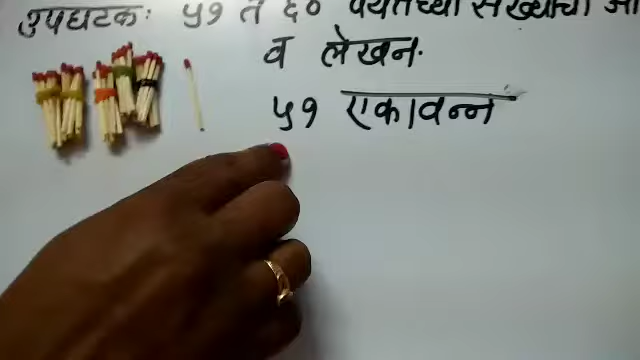 उपघटकः ५१ ते ६० पर्यंतच्या संख्यांची
व लेखन.
५१ एकावन्न